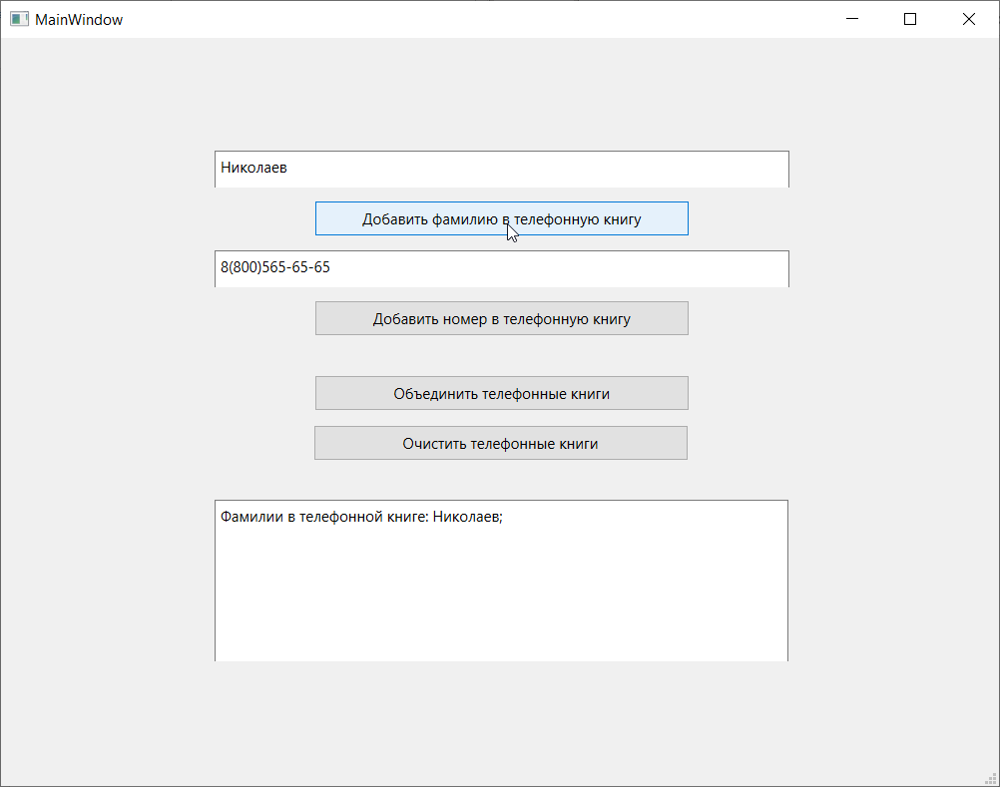 MainWindow
Николаев
Добавить фамилию в телефонную книгу
8(800)565-65-65
Добавить номер в телефонную книгу
Объединить телефонные книги
Очистить телефонные книги
Фамилии в телефонной книге: Николаев;